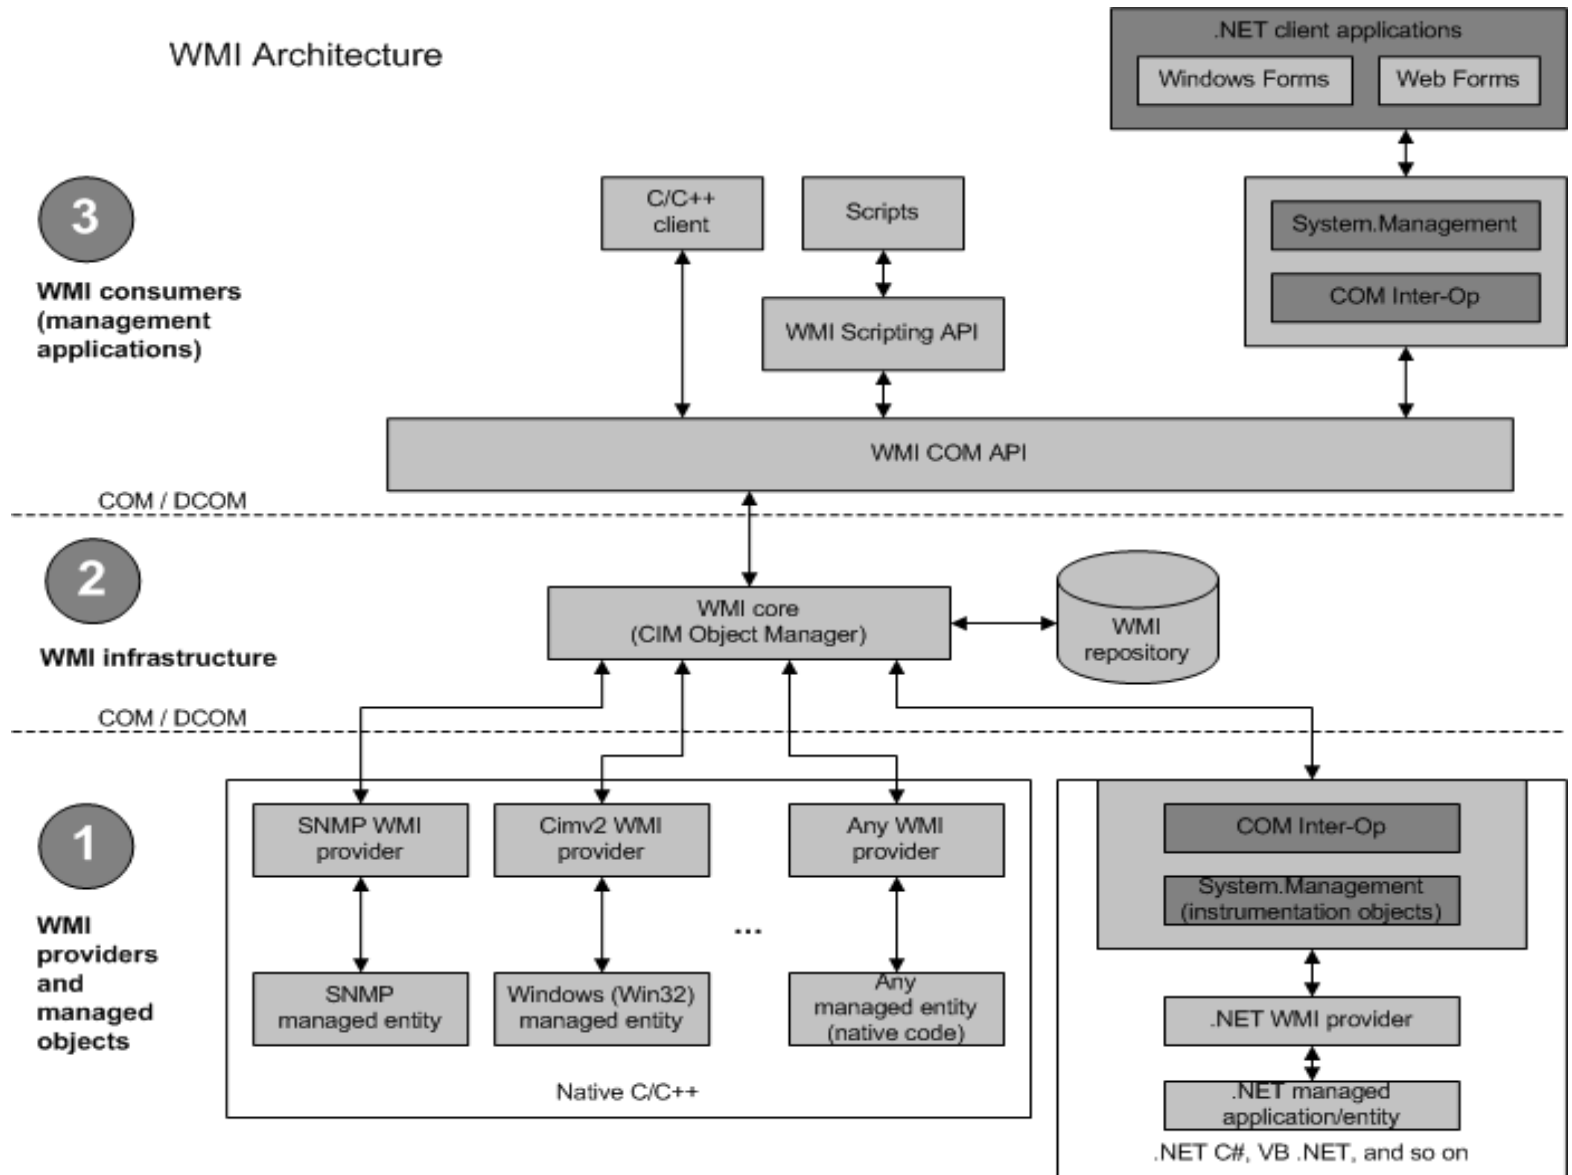 WMI Architecture
.NET client applications
Windows Forms
Web Forms
3
WMI consumers
(management
applications)
C/C++
client
Scripts
WMI Scripting API
System.Management
COM Inter-Op
WMI COM API
COM / DCOM
2
WMI infrastructure
WMI core
(CIM Object Manager)
WMI
repository
COM / DCOM
1
WMI
providers
and
managed
objects
SNMP WMI
provider
Cimv2 WMI
provider
Any WMI
provider
...
SNMP
managed entity
Windows (Win32)
managed entity
Any
managed entity
(native code)
Native C/C++
COM Inter-Op
System.Management
(instrumentation objects)
.NET WMI provider
.NET managed
application/entity
.NET C#, VB .NET, and so on